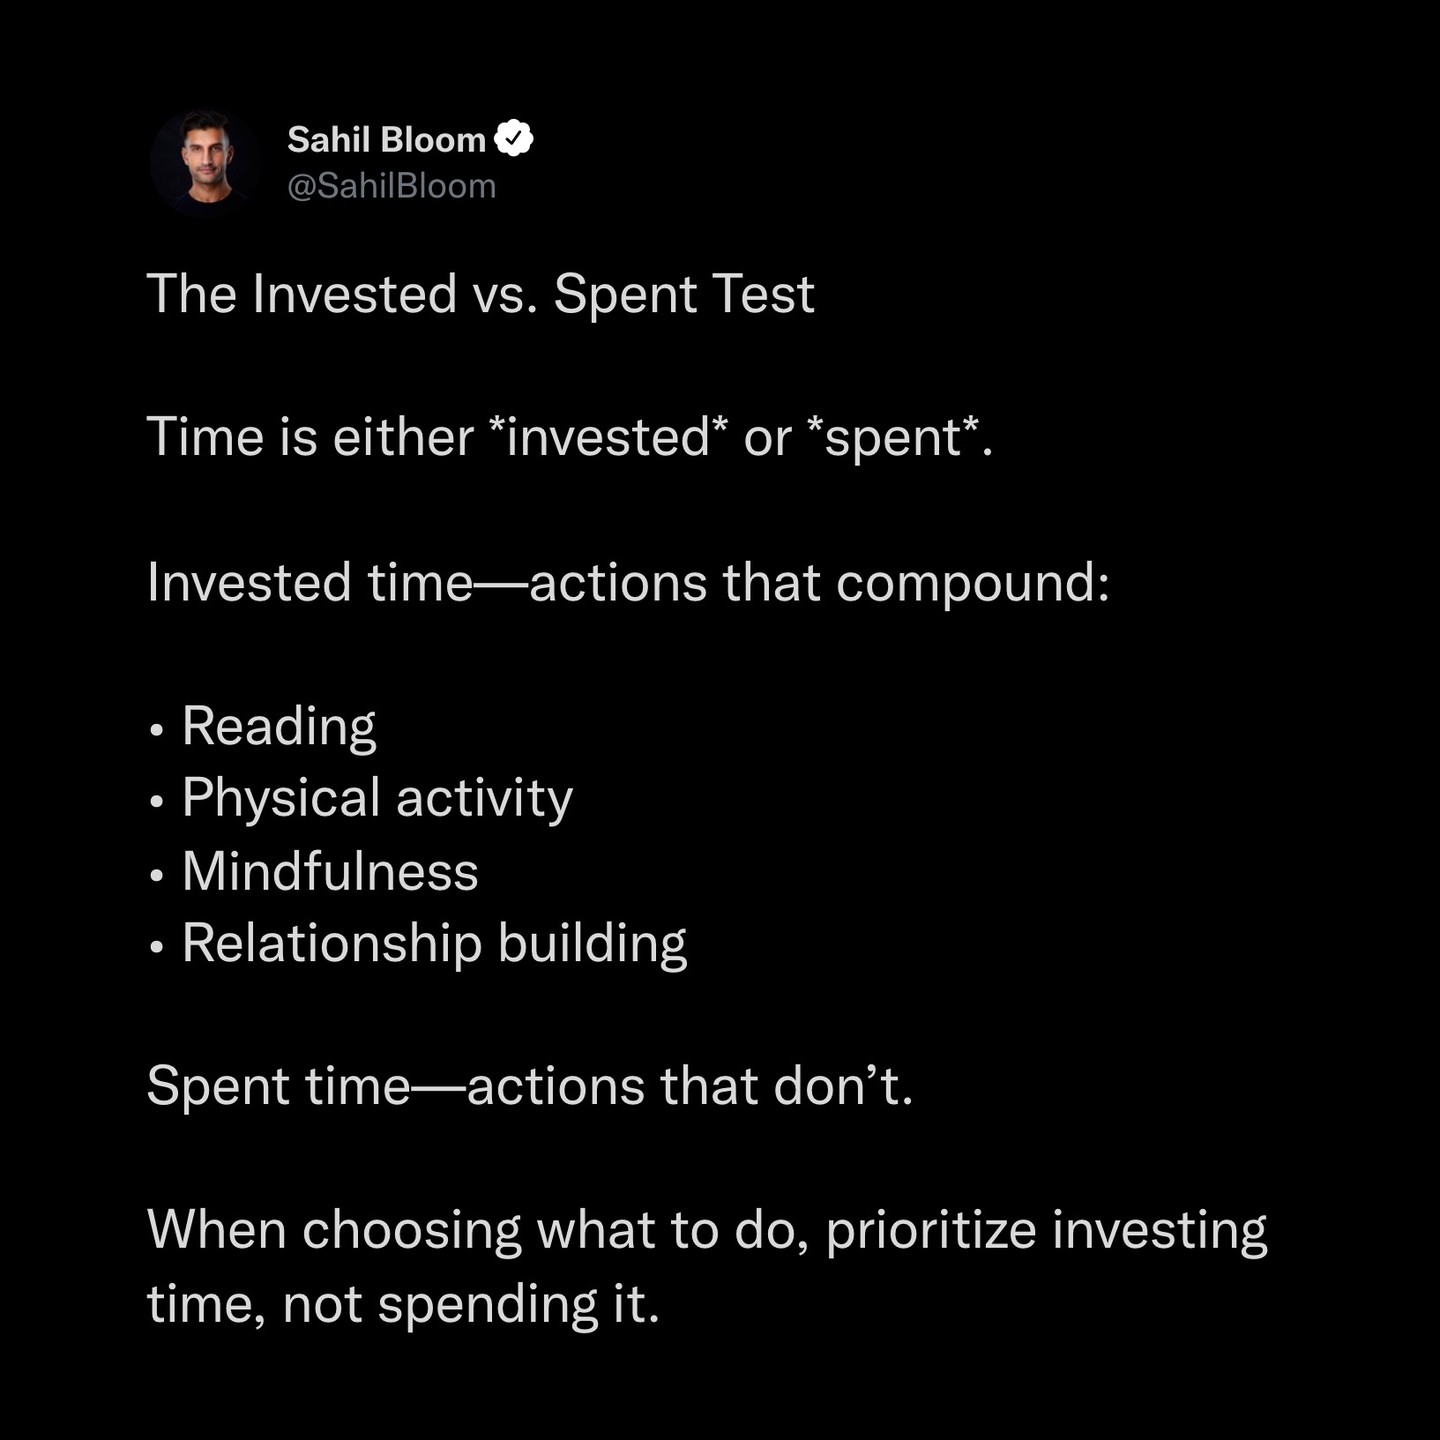 Sahil Bloom
@SahilBloom
The Invested vs. Spent Test
Time is either *invested* or *spent*.
Invested time—actions that compound:
• Reading
• Physical activity
• Mindfulness
• Relationship building
Spent time—actions that don’t.
When choosing what to do, prioritize investing
time, not spending it.